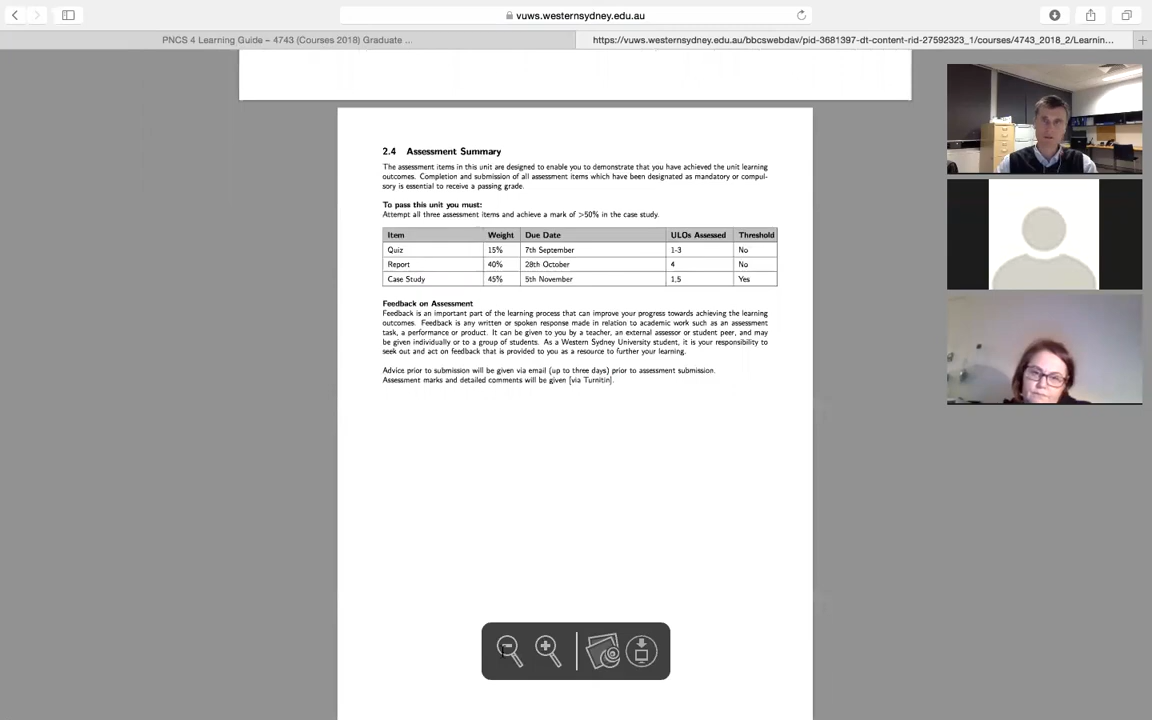 vuws.westernsydney.edu.au
PNCS 4 Learning Guide – 4743 (Courses 2018) Graduate ...
https://vuws.westernsydney.edu.au/bbcswebdav/pid-3681397-dt-content-rid-27592323_1/courses/4743_2018_2/Learnin...
2.4 Assessment Summary
The assessment items in this unit are designed to enable you to demonstrate that you have achieved the unit learning
outcomes. Completion and submission of all assessment items which have been designated as mandatory or compul-
sory is essential to receive a passing grade.
To pass this unit you must:
Attempt all three assessment items and achieve a mark of >50% in the case study.
Item Weight Due Date ULOs Assessed Threshold
Quiz 15% 7th September 1-3 No
Report 40% 28th October 4 No
Case Study 45% 5th November 1,5 Yes
Feedback on Assessment
Feedback is an important part of the learning process that can improve your progress towards achieving the learning
outcomes. Feedback is any written or spoken response made in relation to academic work such as an assessment
task, a performance or product. It can be given to you by a teacher, an external assessor or student peer, and may
be given individually or to a group of students. As a Western Sydney University student, it is your responsibility to
seek out and act on feedback that is provided to you as a resource to further your learning.
Advice prior to submission will be given via email (up to three days) prior to assessment submission.
Assessment marks and detailed comments will be given [via Turnitin].